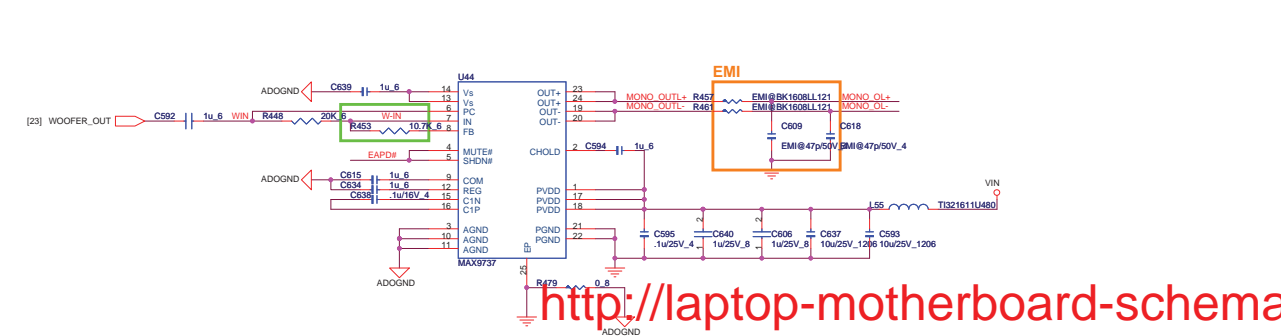 EMI
U44
ADOGND
C639
1u_6
14
Vs
13
Vs
6
PC
7
IN
8
FB
4
MUTE#
5
SHDN#
9
COM
12
REG
15
C1N
16
C1P
3
AGND
10
AGND
11
AGND
MAX9737
EP
25
OUT+
23
OUT+
24
OUT-
19
OUT-
20
CHOLD
2
PVDD
1
PVDD
17
PVDD
18
PGND
21
PGND
22
[23] WOOFER_OUT
C592
1u_6
WIN
R448
20K_6
W-IN
R453
10.7K_6
EAPD#
ADOGND
C615
1u_6
C634
1u_6
C638
.1u/16V_4
ADOGND
MONO_OUTL+
R457
EMI@BK1608LL121
MONO_OL+
MONO_OUTL-
R461
EMI@BK1608LL121
MONO_OL-
C609
C618
EMI@47p/50V_4
EMI@47p/50V_4
C594
1u_6
VIN
L55
TI321611U480
C595
.1u/25V_4
2
C640
1
1u/25V_8
2
C606
1
1u/25V_8
C637
10u/25V_1206
C593
10u/25V_1206
R479
0_8
ADOGND
http://laptop-motherboard-schema